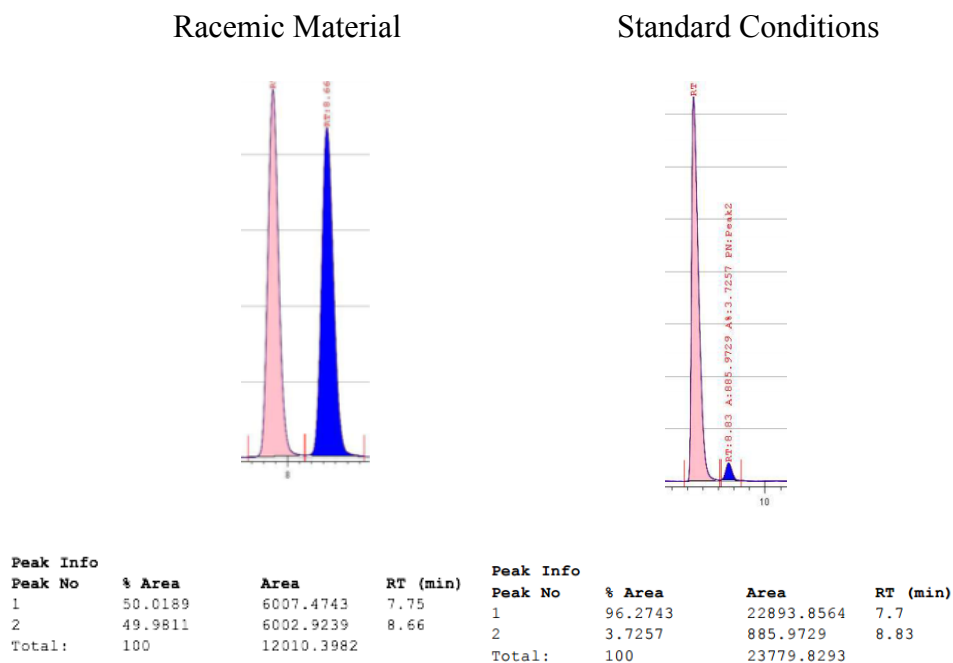 Racemic Material
Standard Conditions
RT:8.66
8
RT
RT:8.83 A:885.9729 A%:3.7257 PN:Peak2
10
Peak Info
Peak No % Area Area RT (min)
1 50.0189 6007.4743 7.75
2 49.9811 6002.9239 8.66
Total: 100 12010.3982
Peak Info
Peak No % Area Area RT (min)
1 96.2743 22893.8564 7.7
2 3.7257 885.9729 8.83
Total: 100 23779.8293